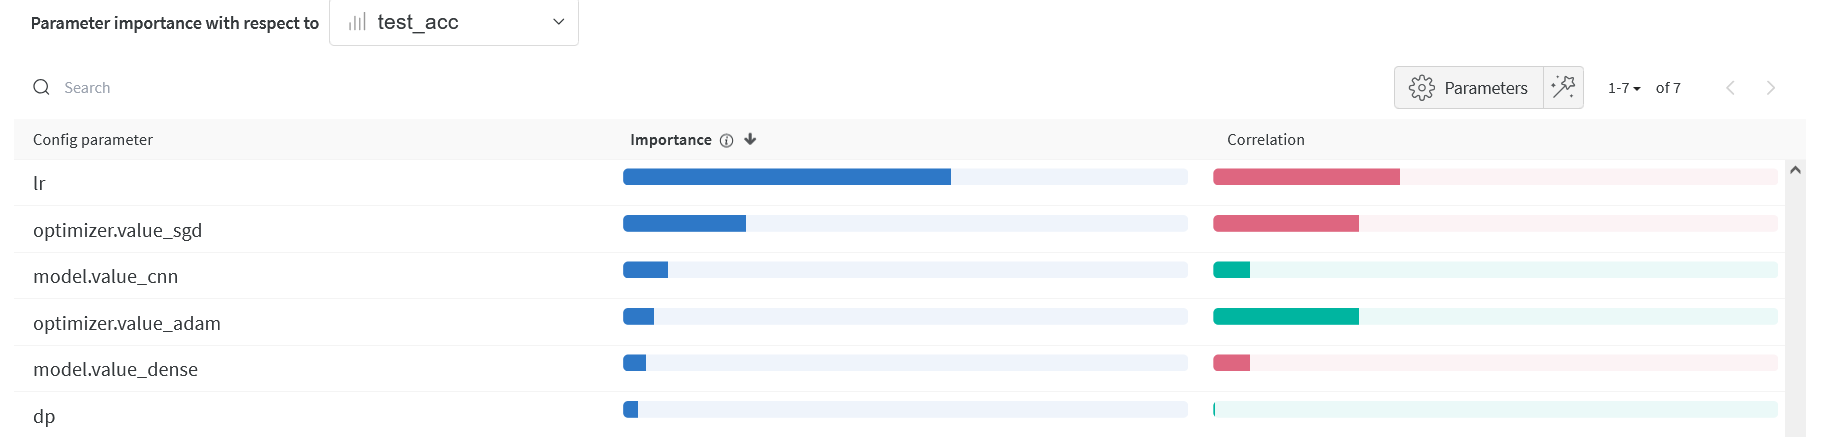 Parameter importance with respect to test_acc
Search Parameters 1-7 of 7
Config parameter Importance Correlation
lr
optimizer.value_sgd
model.value_cnn
optimizer.value_adam
model.value_dense
dp